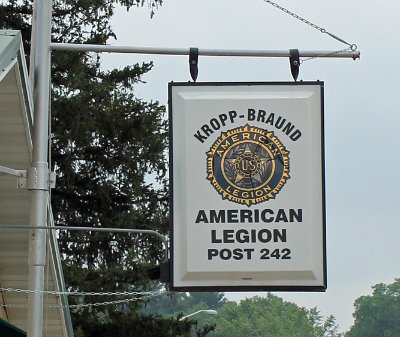 KROPP-BRAUND
AMERICAN
U.S.
LEGION
AMERICAN
LEGION
POST 242